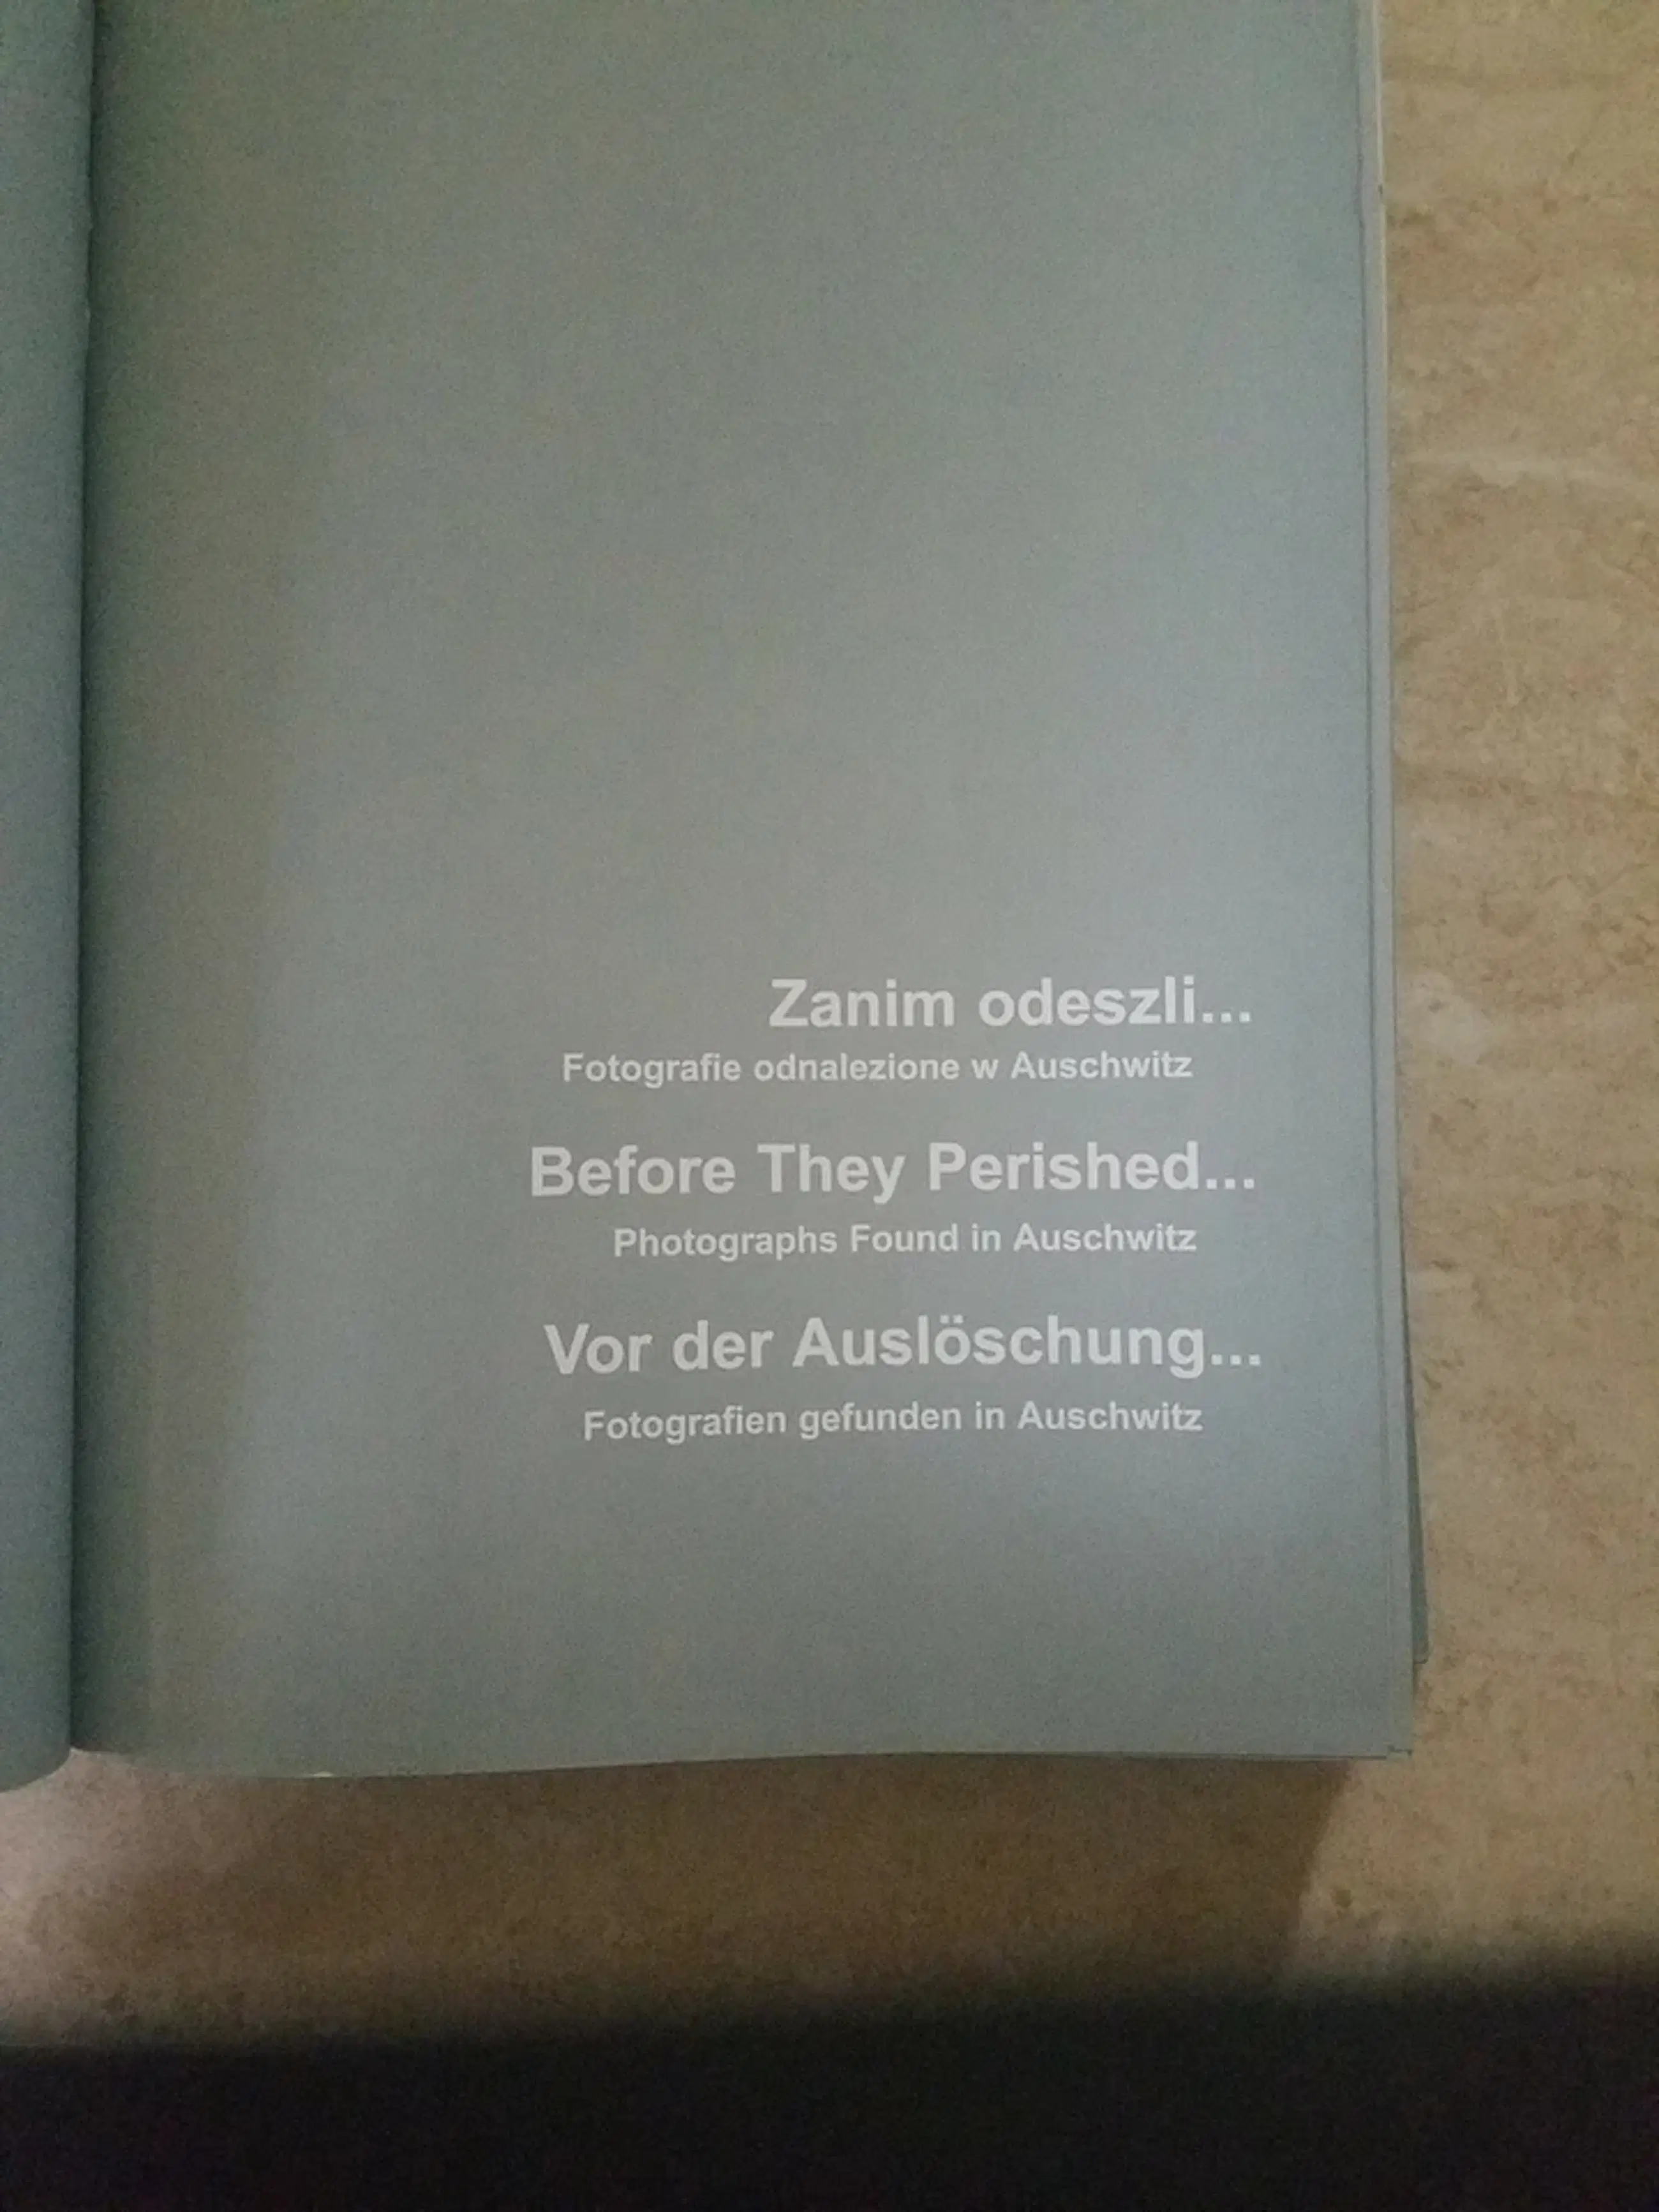 Zanim odeszli...
Fotografie odnalezione w Auschwitz
Before They Perished...
Photographs Found in Auschwitz
Vor der Auslöschung...
Fotografien gefunden in Auschwitz